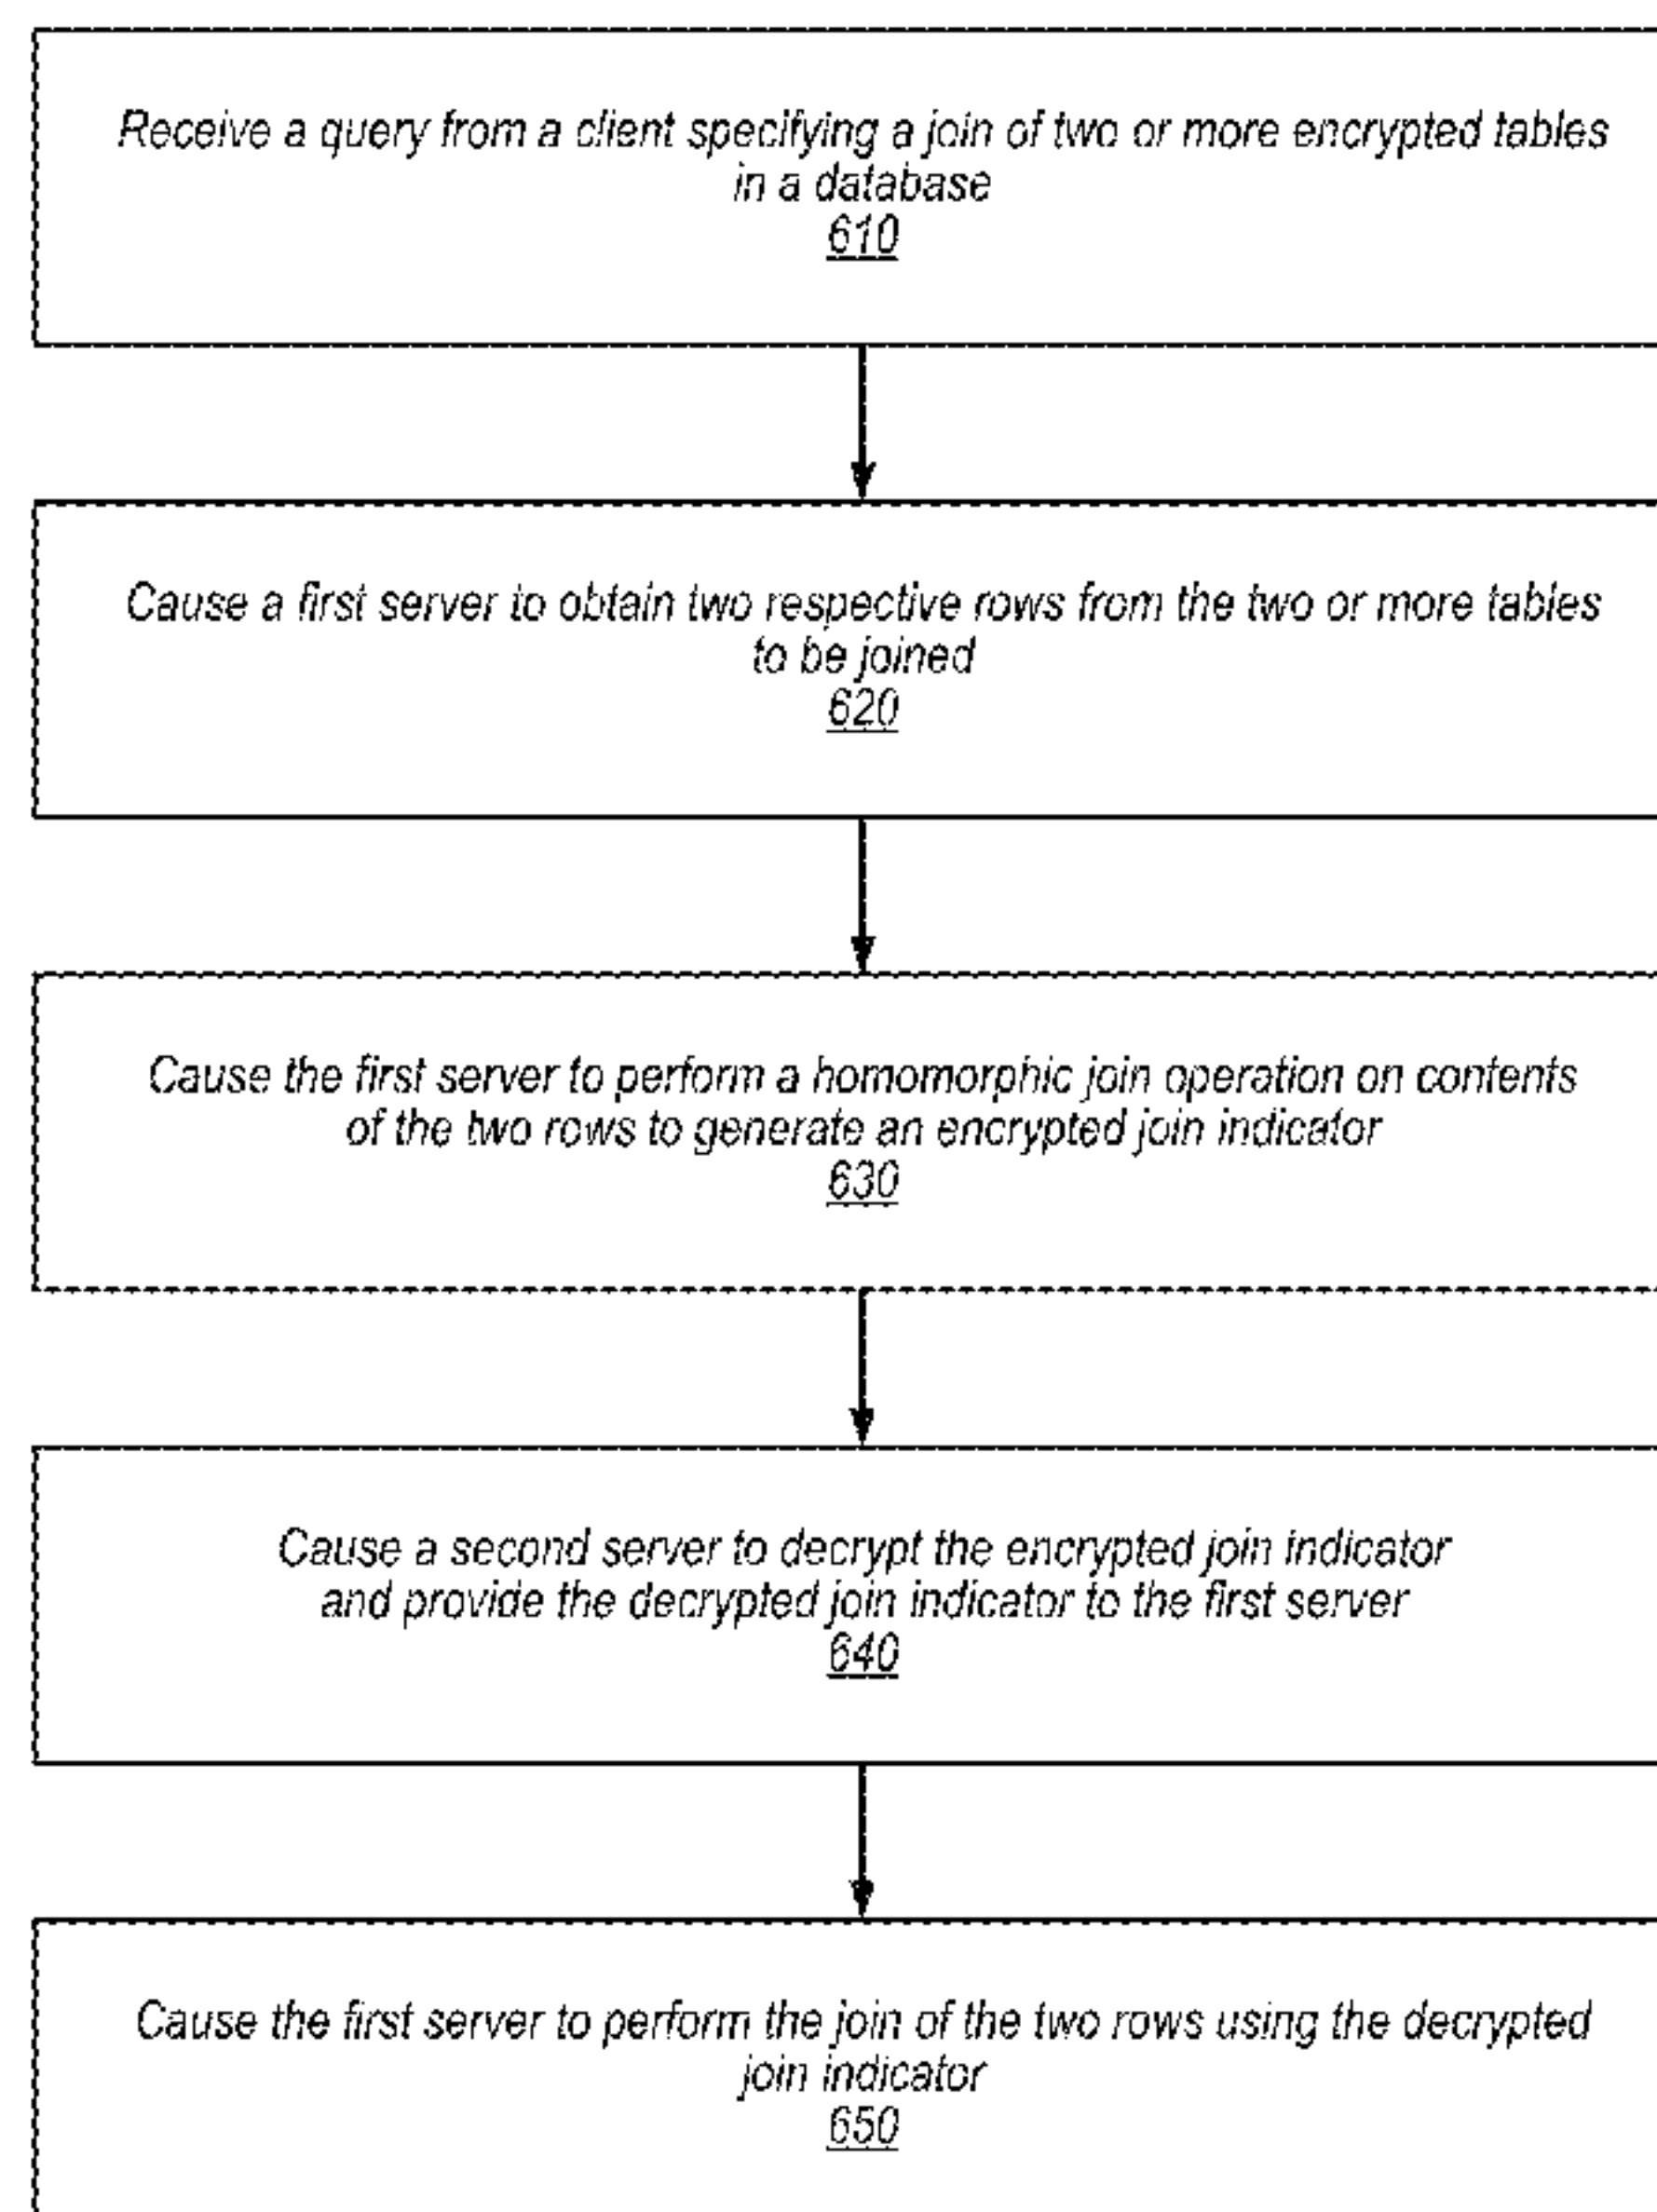 Receive a query from a client specifying a join of two or more encrypted tables
in a database
610
Cause a first server to obtain two respective rows from the two or more tables
to be joined
620
Cause the first server to perform a homomorphic join operation on contents
of the two rows to generate an encrypted join indicator
630
Cause a second server to decrypt the encrypted join indicator
and provide the decrypted join indicator to the first server
640
Cause the first server to perform the join of the two rows using the decrypted
join indicator
650